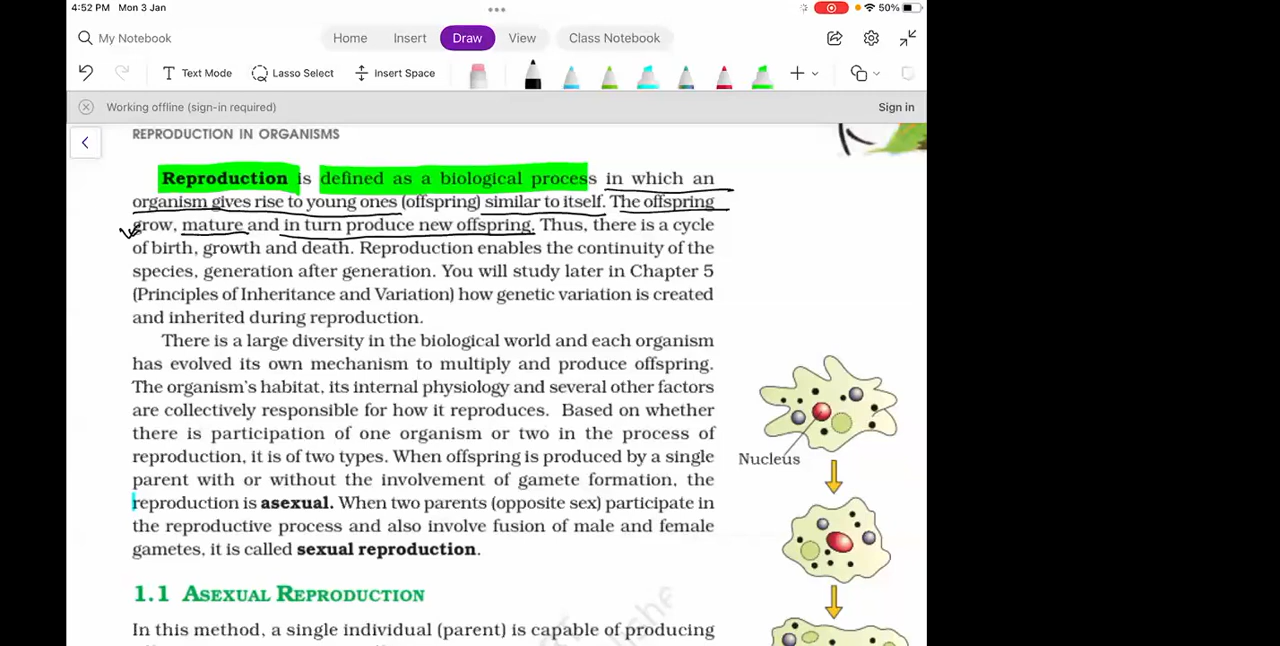 4:52 PM Mon 3 Jan
50%
My Notebook
Home Insert Draw View Class Notebook
Text Mode Lasso Select Insert Space
Working offline (sign-in required) Sign in
REPRODUCTION IN ORGANISMS
Reproduction is defined as a biological process in which an
organism gives rise to young ones (offspring) similar to itself. The offspring
grow, mature and in turn produce new offspring. Thus, there is a cycle
of birth, growth and death. Reproduction enables the continuity of the
species, generation after generation. You will study later in Chapter 5
(Principles of Inheritance and Variation) how genetic variation is created
and inherited during reproduction.
There is a large diversity in the biological world and each organism
has evolved its own mechanism to multiply and produce offspring.
The organism's habitat, its internal physiology and several other factors
are collectively responsible for how it reproduces. Based on whether
there is participation of one organism or two in the process of
reproduction, it is of two types. When offspring is produced by a single
parent with or without the involvement of gamete formation, the
reproduction is asexual. When two parents (opposite sex) participate in
the reproductive process and also involve fusion of male and female
gametes, it is called sexual reproduction.
Nucleus
1.1 ASEXUAL REPRODUCTION
In this method, a single individual (parent) is capable of producing